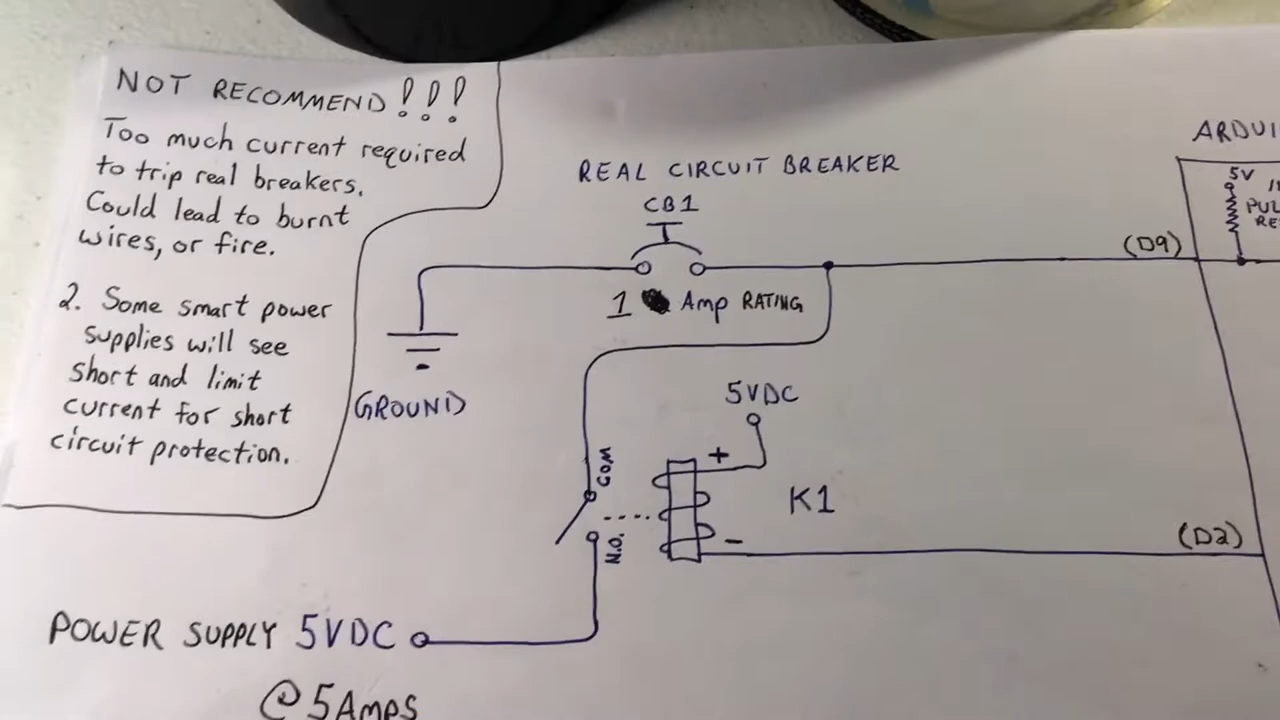 NOT RECOMMEND!!!
Too much current required
to trip real breakers.
Could lead to burnt
wires, or fire.
2. Some smart power
supplies will see
short and limit
current for short
circuit protection.
REAL CIRCUIT BREAKER
CB1
1 Amp RATING
GROUND
(D9)
5V
5VDC
+
COM
K1
N.O.
-
(D2)
POWER SUPPLY 5VDC
@5Amps